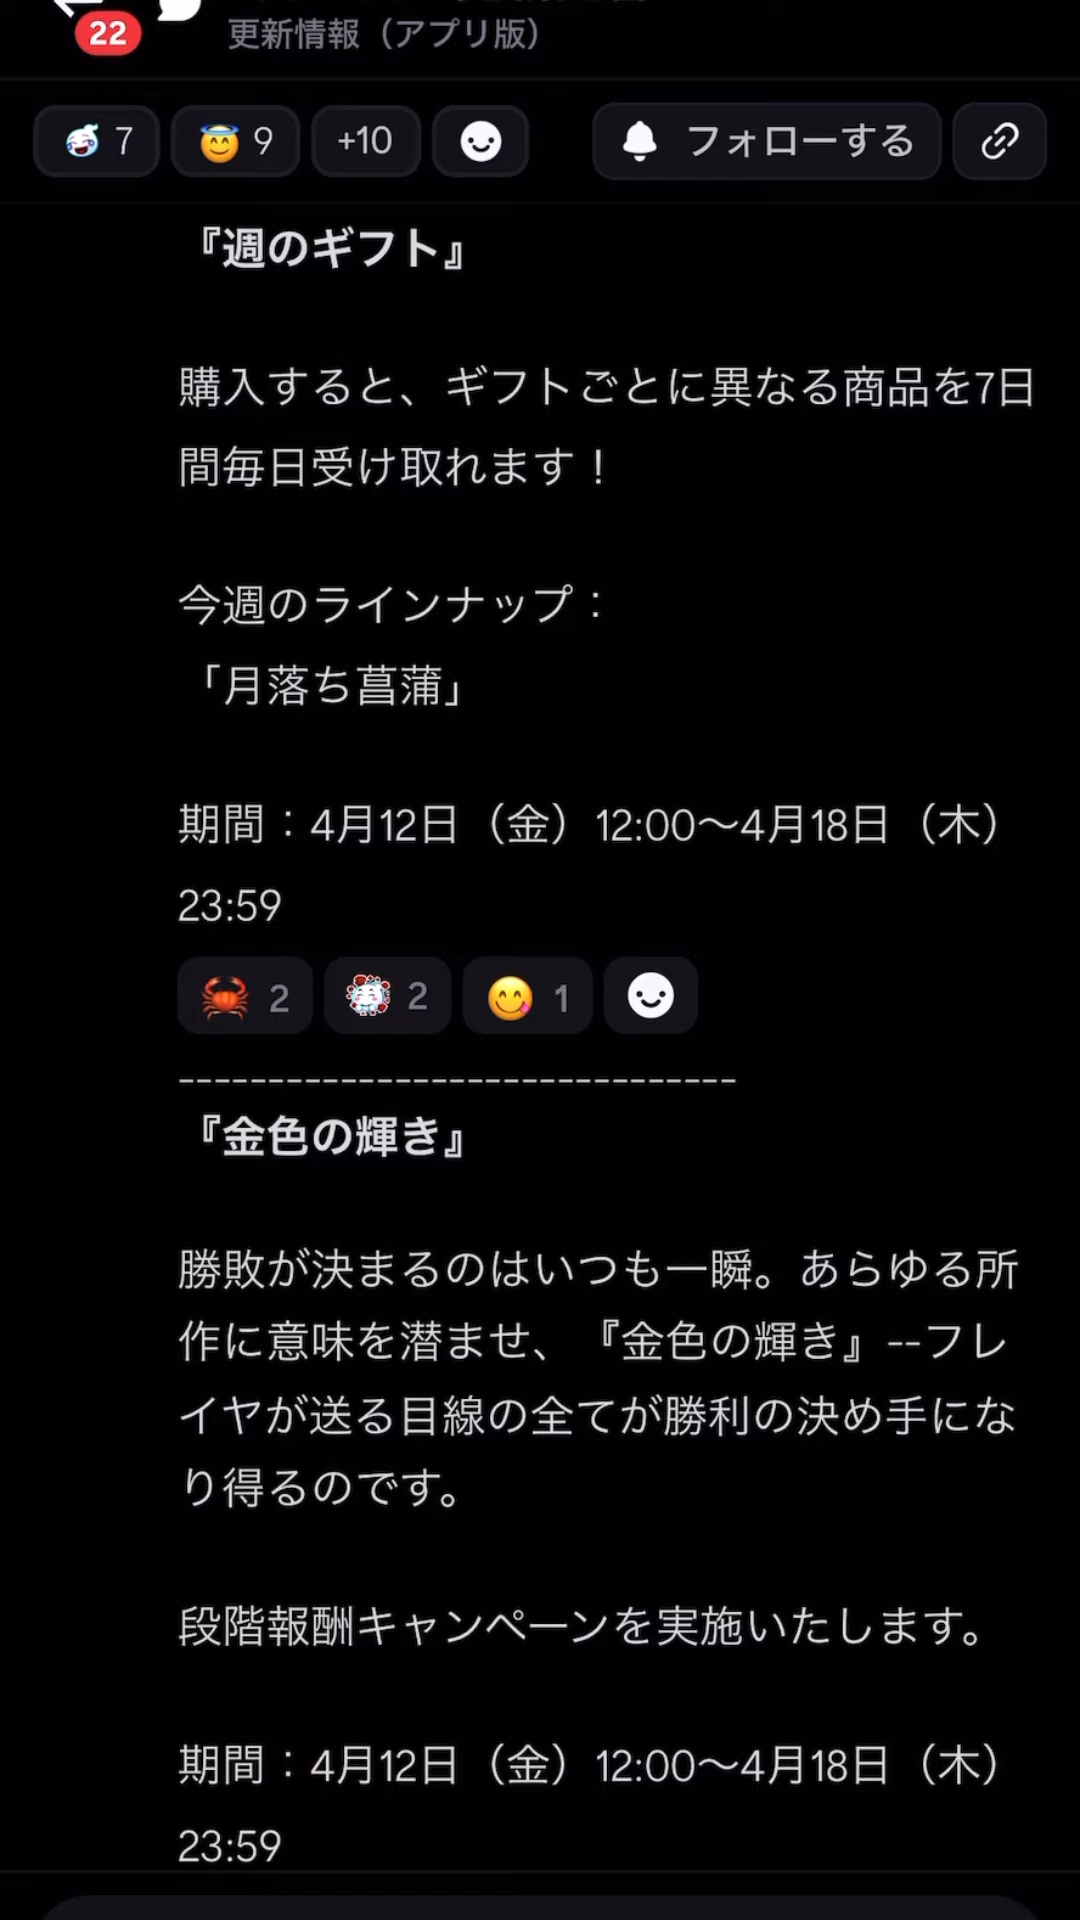 22
更新情報（アプリ版）
7 9 +10 フォローする
『週のギフト』
購入すると、ギフトごとに異なる商品を7日
間毎日受け取れます！
今週のラインナップ：
「月落ち菖蒲」
期間：4月12日（金）12:00～4月18日（木）
23:59
2 2 1
-------------------------------
『金色の輝き』
勝敗が決まるのはいつも一瞬。あらゆる所
作に意味を潜ませ、『金色の輝き』--フレ
イヤが送る目線の全てが勝利の決め手にな
り得るのです。
段階報酬キャンペーンを実施いたします。
期間：4月12日（金）12:00～4月18日（木）
23:59